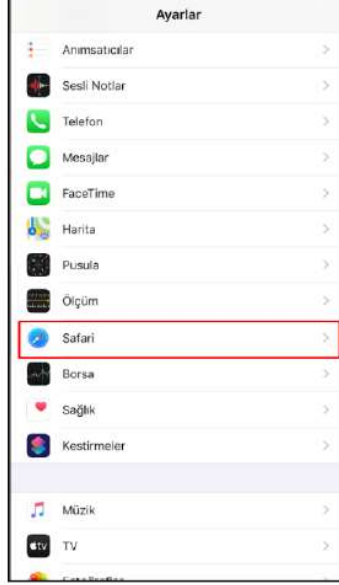 Ayarlar
Anımsatıcılar
Sesli Notlar
Telefon
Mesajlar
FaceTime
Harita
Pusula
Ölçüm
Safari
Borsa
Sağlık
Kestirmeler
Müzik
tv TV